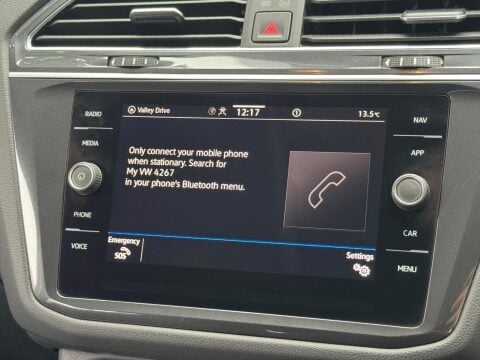 RADIO
MEDIA
PHONE
VOICE
Valley Drive
12:17
1
13.5°C
Only connect your mobile phone
when stationary. Search for
My VW 4267
in your phone's Bluetooth menu.
Emergency
SOS
Settings
NAV
APP
CAR
MENU